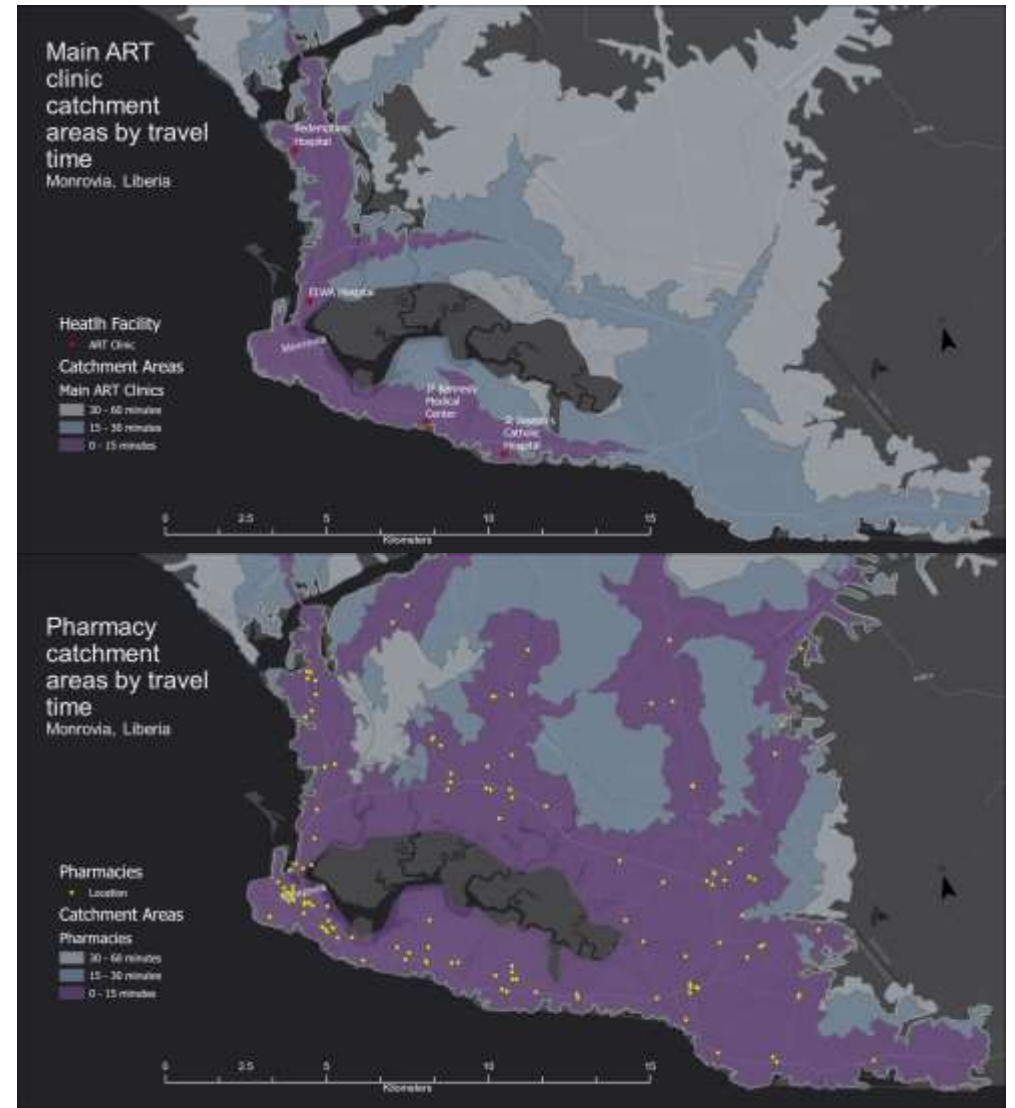 Main ART
clinic
catchment
areas by travel
time
Monrovia, Liberia
Redemption
Hospital
ELWA Hospital
Monrovia
JF Kennedy
Medical
Center
St Joseph's
Catholic
Hospital
Heatlh Facility
ART Clinic
Catchment Areas
Main ART Clinics
30 - 60 minutes
15 - 30 minutes
0 - 15 minutes
0 2.5 5 10 15
Kilometers
Pharmacy
catchment
areas by travel
time
Monrovia, Liberia
Pharmacies
Location
Catchment Areas
Pharmacies
30 - 60 minutes
15 - 30 minutes
0 - 15 minutes
0 2.5 5 10 15
Kilometers